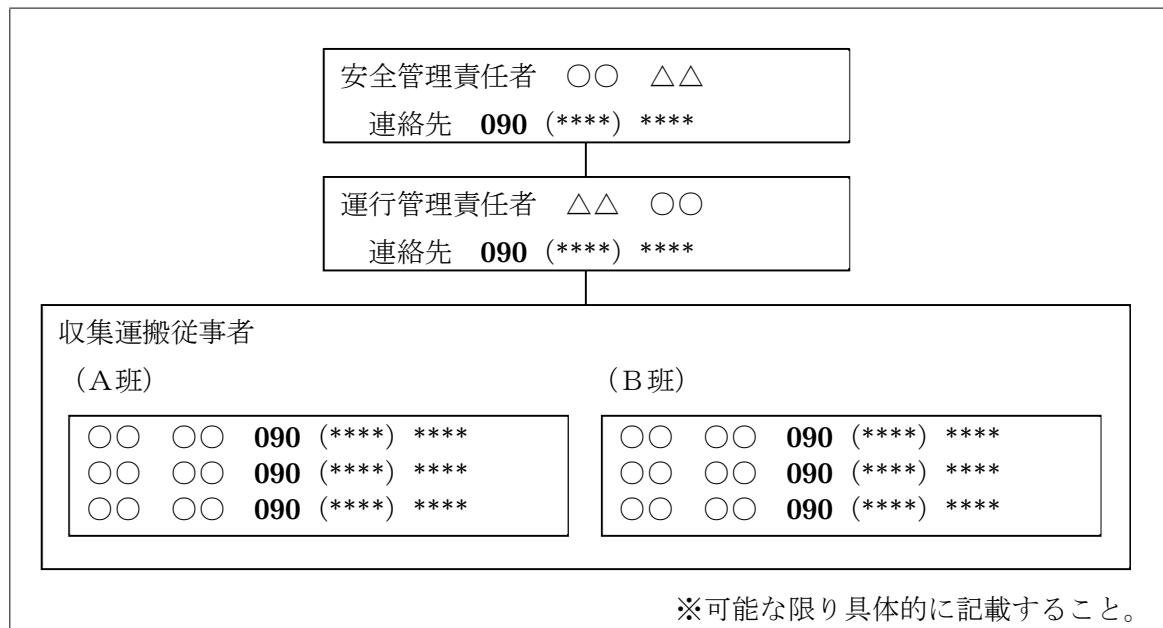 安全管理責任者　○○　△△
連絡先　090 (****) ****
運行管理責任者　△△　○○
連絡先　090 (****) ****
収集運搬従事者
（A班）
○○　○○　090 (****) ****
○○　○○　090 (****) ****
○○　○○　090 (****) ****
（B班）
○○　○○　090 (****) ****
○○　○○　090 (****) ****
○○　○○　090 (****) ****
※可能な限り具体的に記載すること。